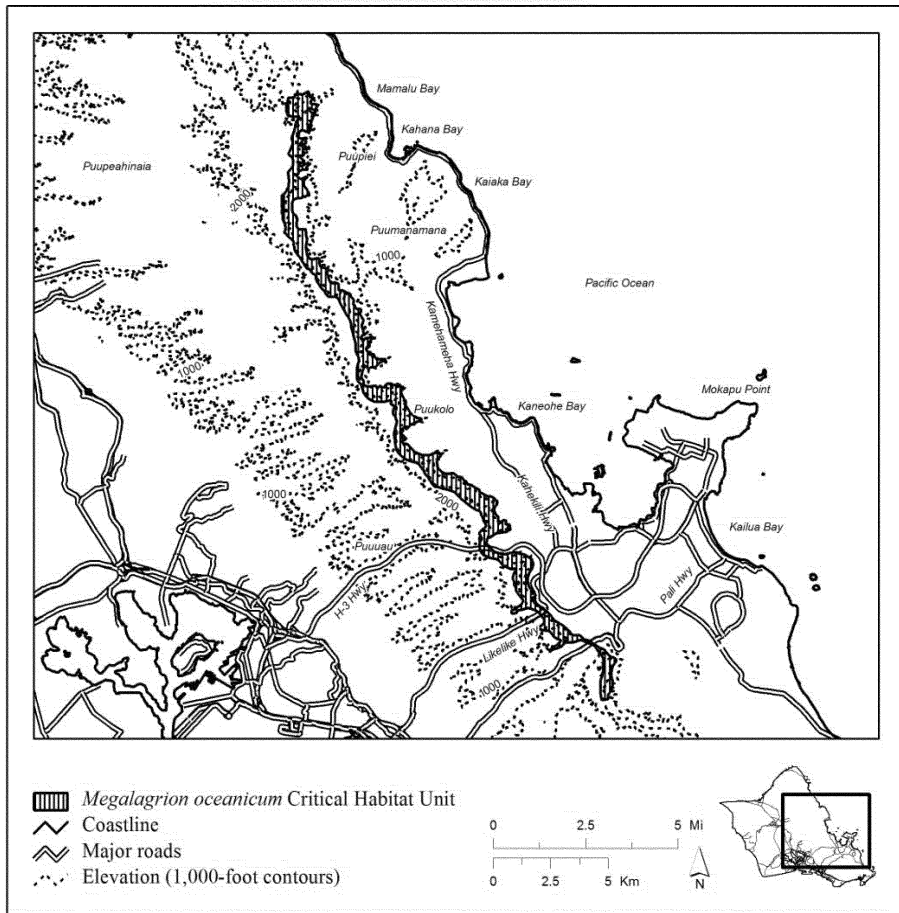 Mamalu Bay
Kahana Bay
Puupiei
Kaiaka Bay
Puupeahinaia
2000
Puumanamana
1000
Pacific Ocean
Kamehameha Hwy
1000
Mokapu Point
Puukolo
Kaneohe Bay
1000
2000
Kahekili Hwy
Kailua Bay
Puuuau
H-3 Hwy
Pali Hwy
Likelike Hwy
1000
Megalagrion oceanicum Critical Habitat Unit
Coastline
Major roads
Elevation (1,000-foot contours)
0 2.5 5 Mi
0 2.5 5 Km
N